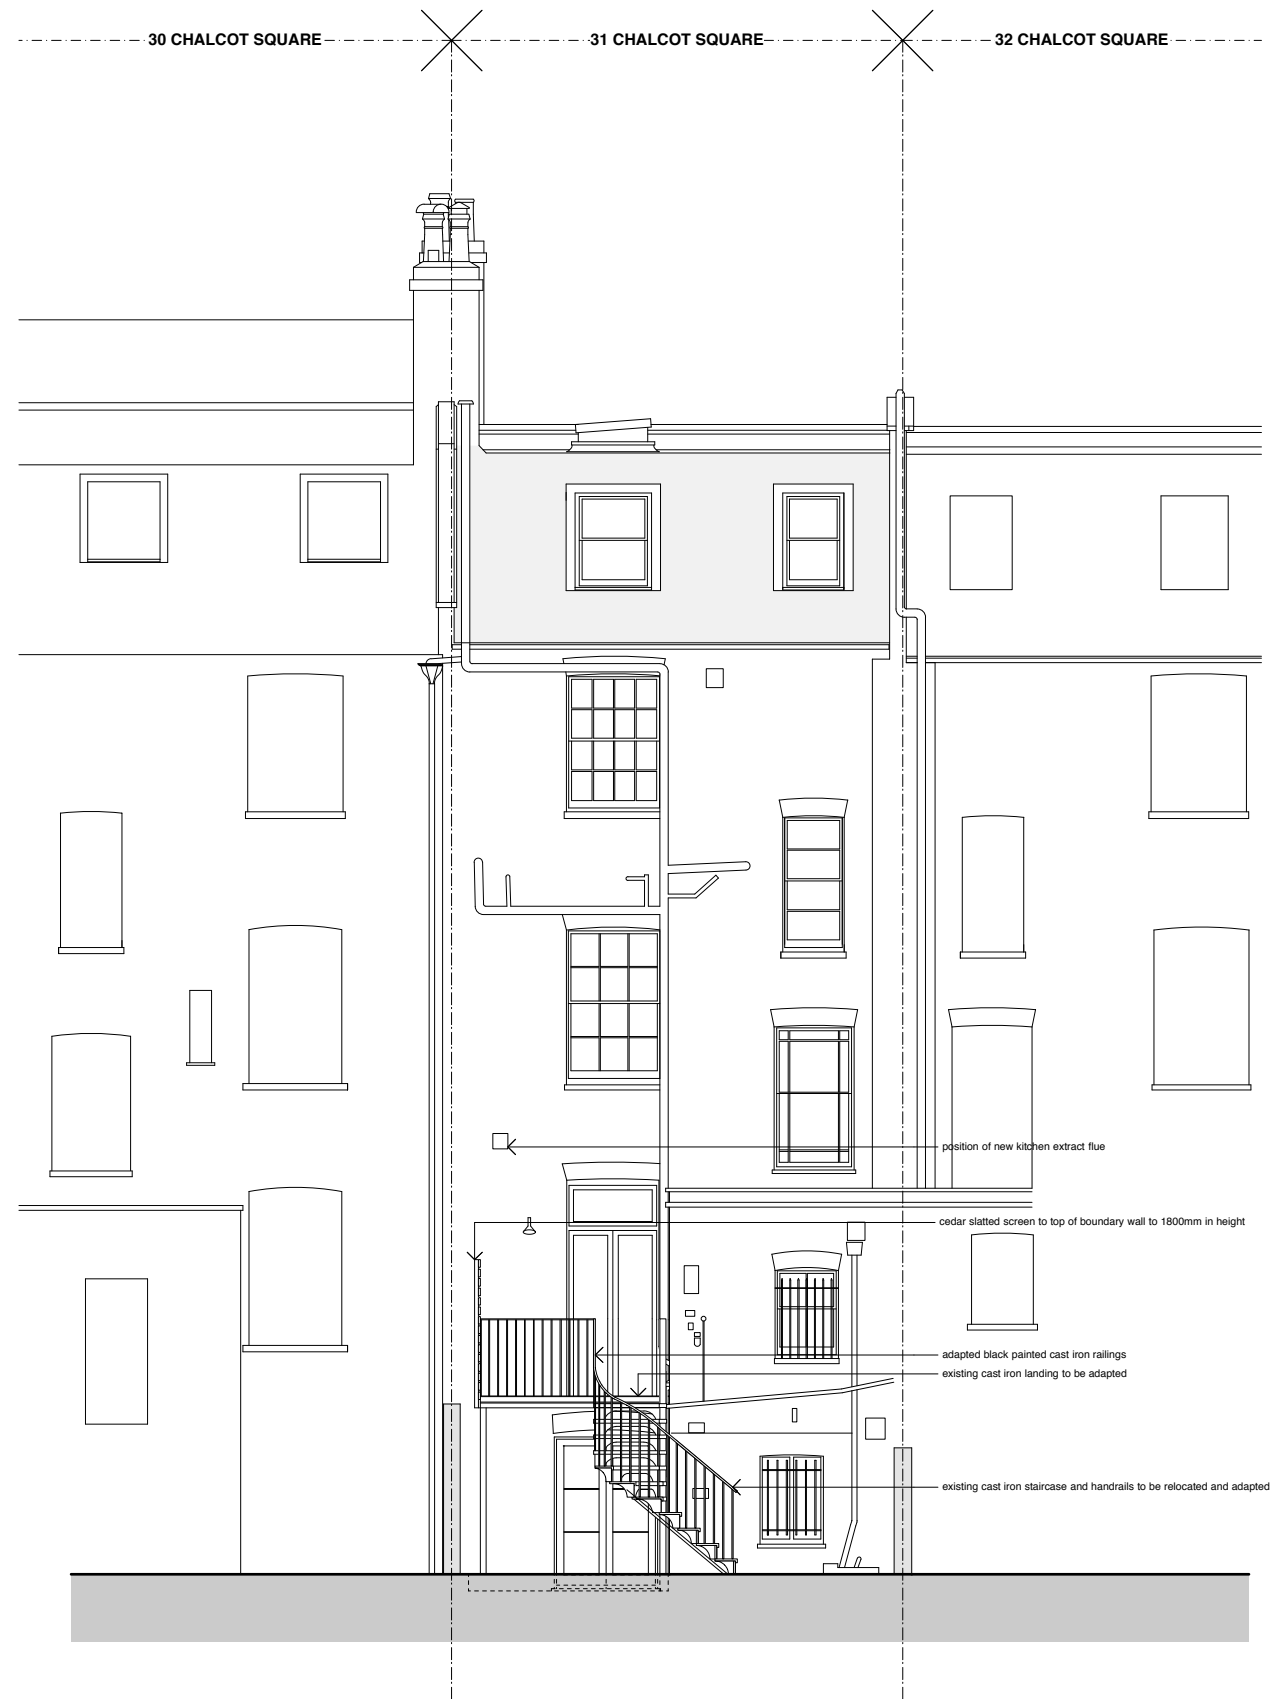 30 CHALCOT SQUARE
31 CHALCOT SQUARE
32 CHALCOT SQUARE
position of new kitchen extract flue
cedar slatted screen to top of boundary wall to 1800mm in height
adapted black painted cast iron railings
existing cast iron landing to be adapted
existing cast iron staircase and handrails to be relocated and adapted